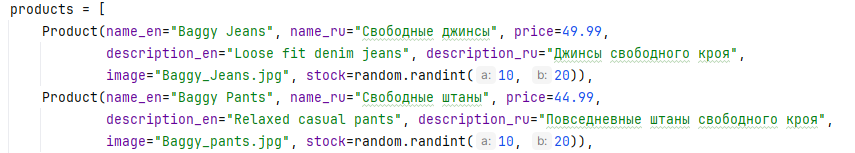 products = [
Product(name_en="Baggy Jeans", name_ru="Свободные джинсы", price=49.99,
description_en="Loose fit denim jeans", description_ru="Джинсы свободного кроя",
image="Baggy_Jeans.jpg", stock=random.randint( a: 10, b: 20)),
Product(name_en="Baggy Pants", name_ru="Свободные штаны", price=44.99,
description_en="Relaxed casual pants", description_ru="Повседневные штаны свободного кроя",
image="Baggy_pants.jpg", stock=random.randint( a: 10, b: 20)),